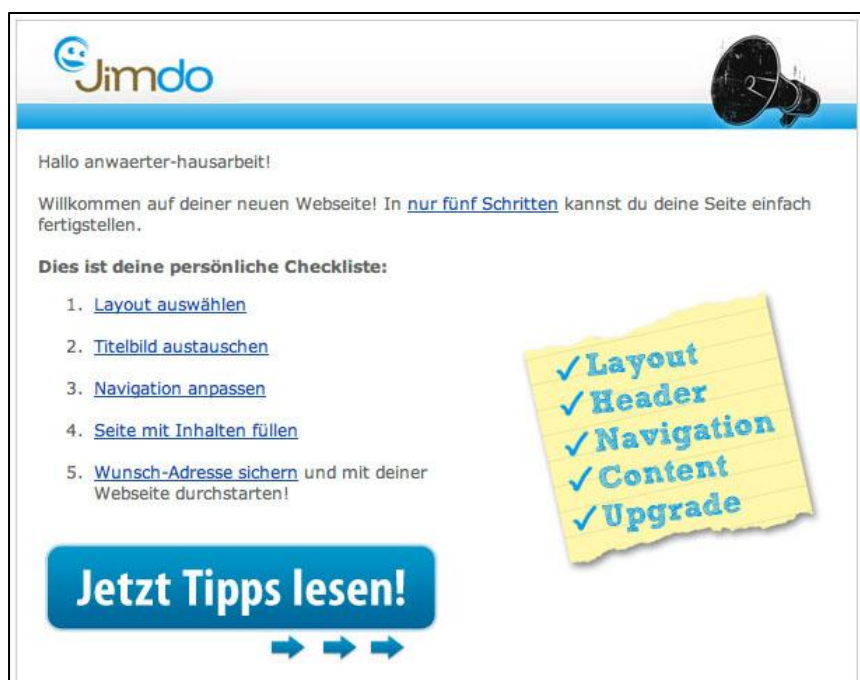 Jimdo
Hallo anwaerter-hausarbeit!
Willkommen auf deiner neuen Webseite! In nur fünf Schritten kannst du deine Seite einfach
fertigstellen.
Dies ist deine persönliche Checkliste:
1. Layout auswählen
2. Titelbild austauschen
3. Navigation anpassen
4. Seite mit Inhalten füllen
5. Wunsch-Adresse sichern und mit deiner
Webseite durchstarten!
✓Layout
✓Header
✓Navigation
✓Content
✓Upgrade
Jetzt Tipps lesen!